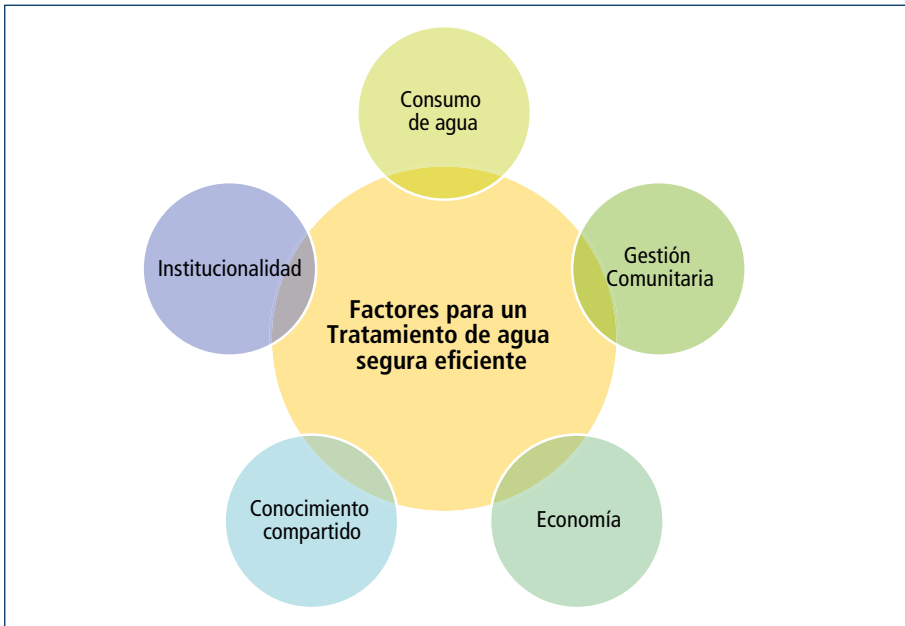 Consumo
de agua
Institucionalidad
Gestión
Comunitaria
Factores para un
Tratamiento de agua
segura eficiente
Conocimiento
compartido
Economía